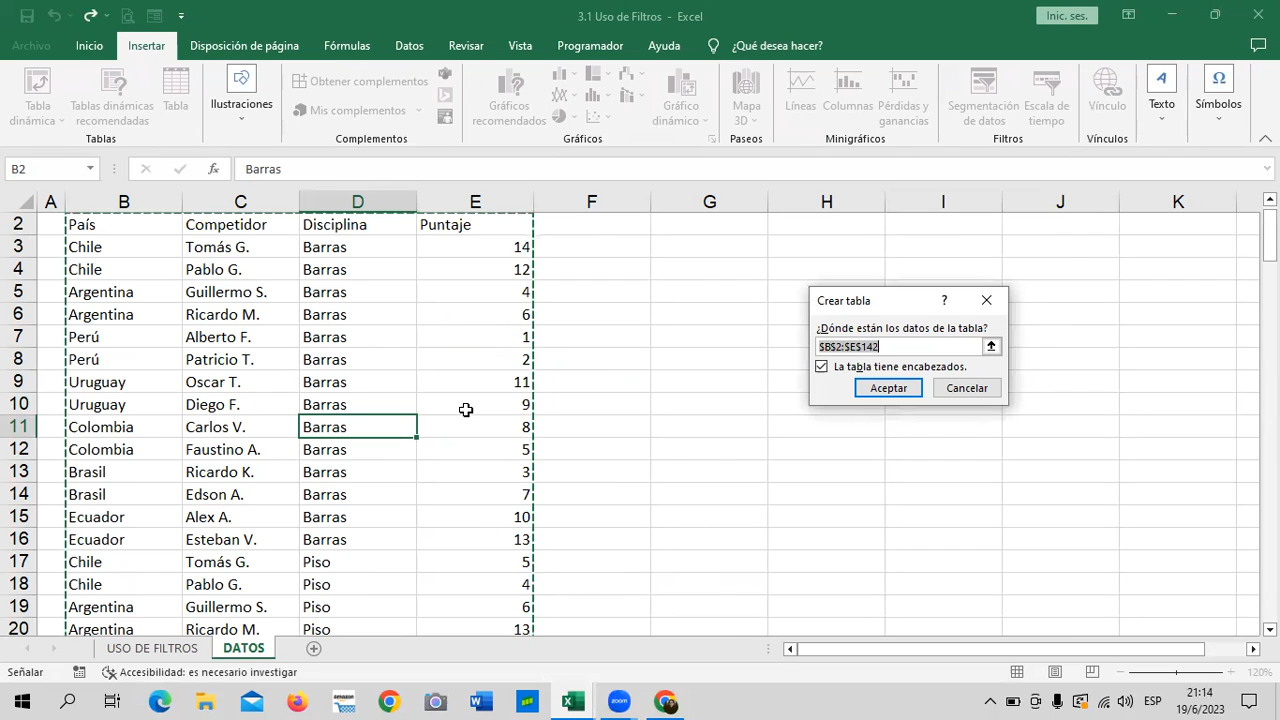 3.1 Uso de Filtros - Excel
Inic. ses.
Archivo Inicio Insertar Disposición de página Fórmulas Datos Revisar Vista Programador Ayuda ¿Qué desea hacer?
Tabla dinámica
Tablas dinámicas recomendadas
Tabla
Ilustraciones
Obtener complementos
Mis complementos
Gráficos recomendados
Gráfico dinámico
Mapa 3D
Líneas
Columnas
Pérdidas y ganancias
Segmentación de datos
Escala de tiempo
Vínculo
Texto
Símbolos
Tablas Complementos Gráficos Paseos Minigráficos Filtros Vínculos
B2 fx Barras
A B C D E F G H I J K
2 País Competidor Disciplina Puntaje
3 Chile Tomás G. Barras 14
4 Chile Pablo G. Barras 12
5 Argentina Guillermo S. Barras 4
6 Argentina Ricardo M. Barras 6
7 Perú Alberto F. Barras 1
8 Perú Patricio T. Barras 2
9 Uruguay Oscar T. Barras 11
10 Uruguay Diego F. Barras 9
11 Colombia Carlos V. Barras 8
12 Colombia Faustino A. Barras 5
13 Brasil Ricardo K. Barras 3
14 Brasil Edson A. Barras 7
15 Ecuador Alex A. Barras 10
16 Ecuador Esteban V. Barras 13
17 Chile Tomás G. Piso 5
18 Chile Pablo G. Piso 4
19 Argentina Guillermo S. Piso 6
20 Argentina Ricardo M. Piso 13
Crear tabla ?
¿Dónde están los datos de la tabla?
$B$2:$E$142
La tabla tiene encabezados.
Aceptar Cancelar
USO DE FILTROS DATOS
Señalar Accesibilidad: es necesario investigar 120%
amazon
zoom
ESP
21:14
19/6/2023